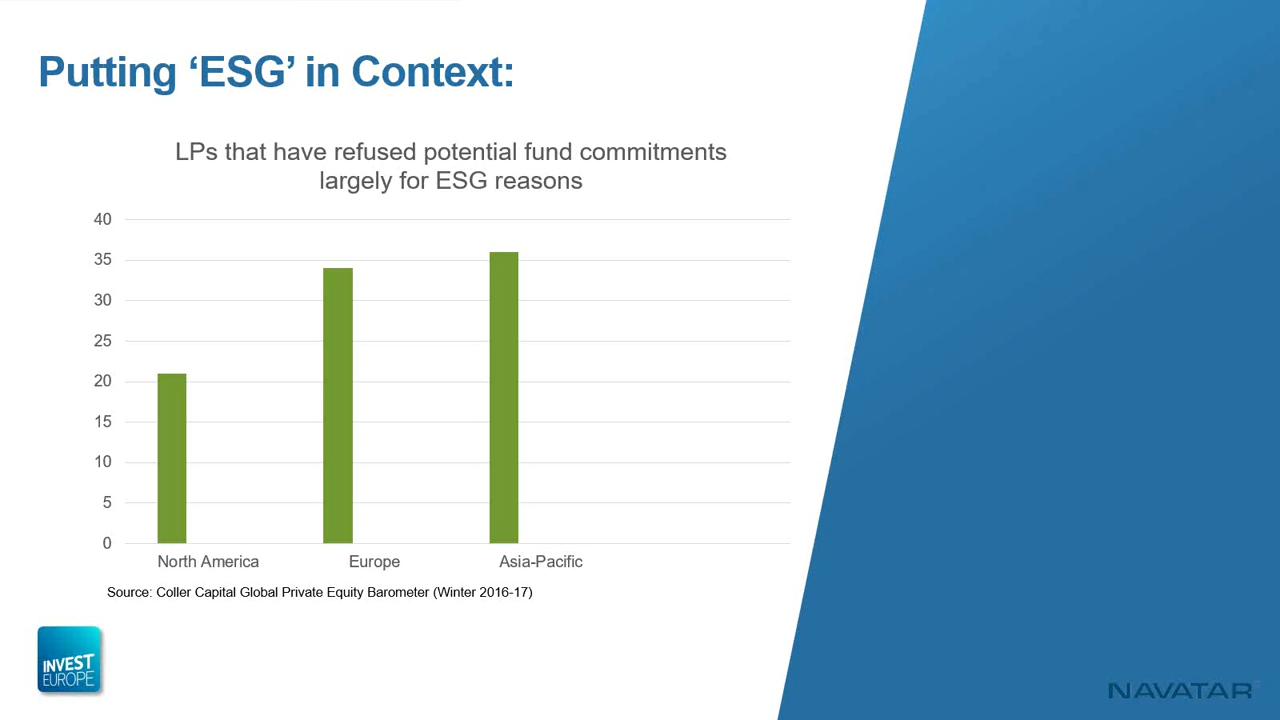 Putting ‘ESG’ in Context:
LPs that have refused potential fund commitments
largely for ESG reasons
40
35
30
25
20
15
10
5
0
North America
Europe
Asia-Pacific
Source: Coller Capital Global Private Equity Barometer (Winter 2016-17)
INVEST
EUROPE
NAVATAR